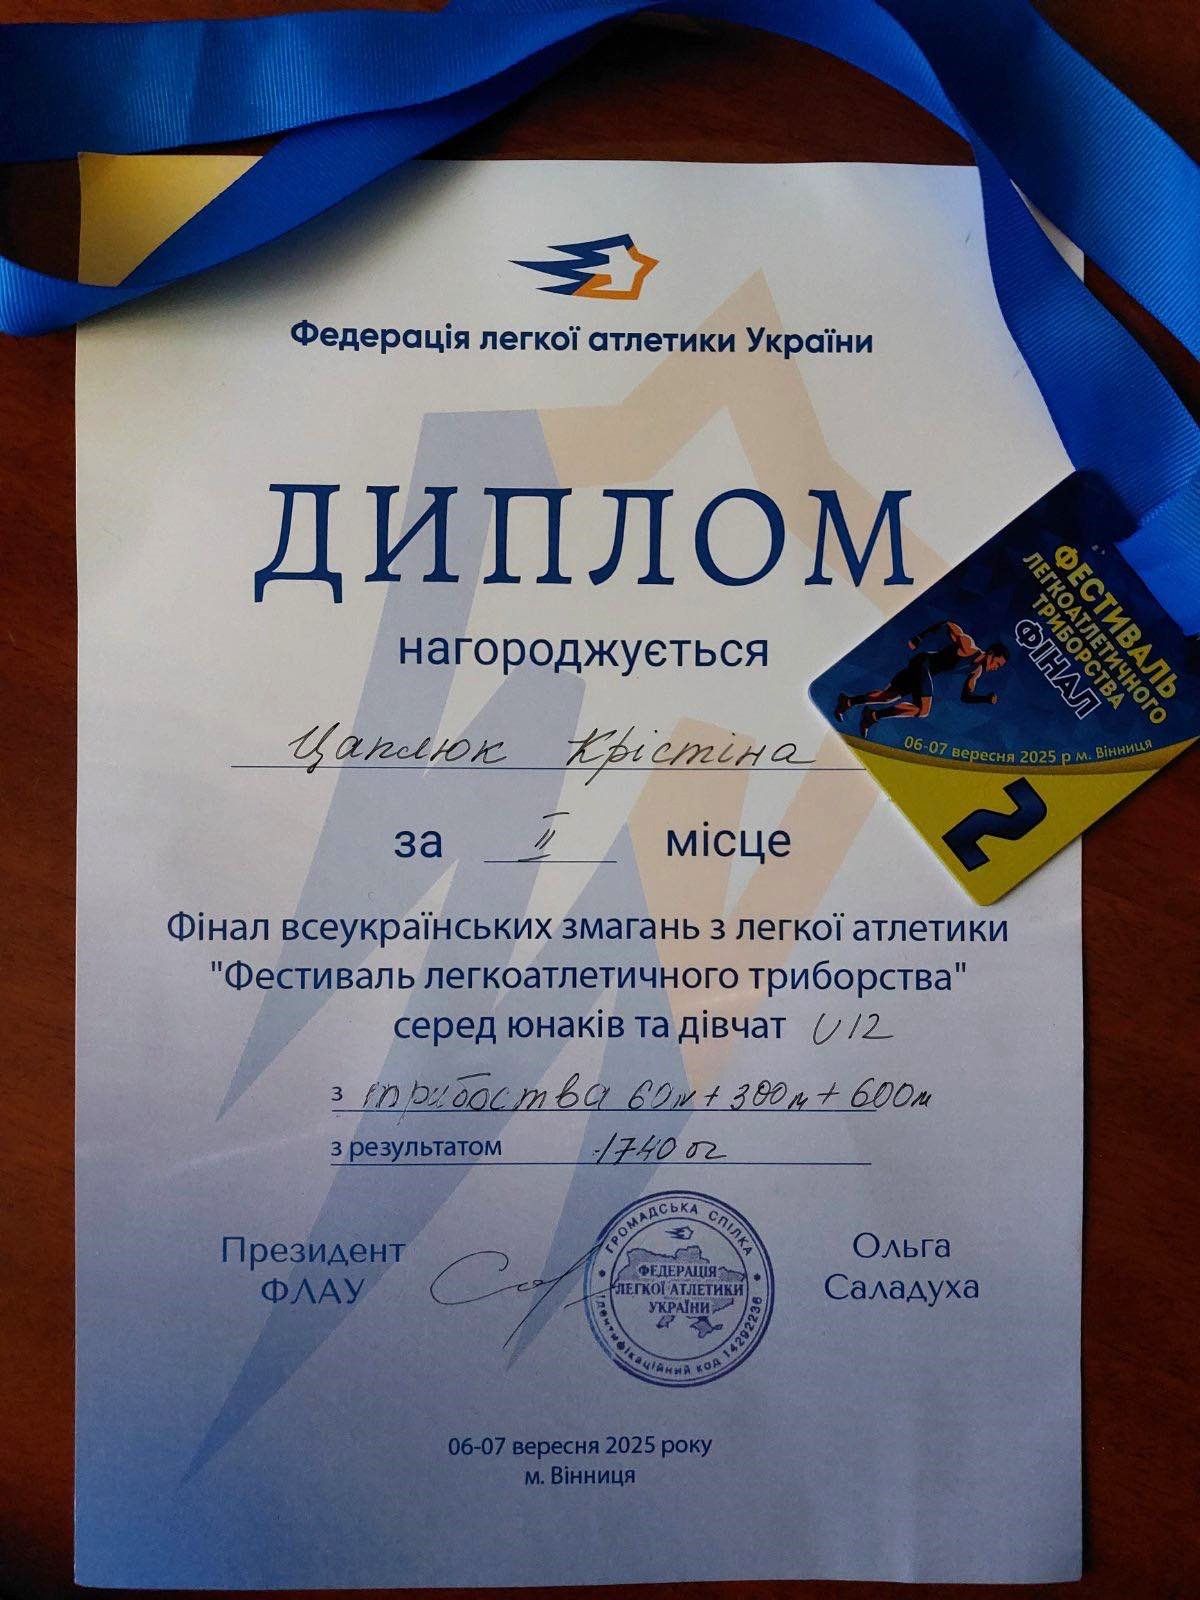 Федерація легкої атлетики України
ДИПЛОМ
нагороджується
Цаплюк Крістіна
за II місце
Фінал всеукраїнських змагань з легкої атлетики
"Фестиваль легкоатлетичного триборства"
серед юнаків та дівчат U12
з триборства 60м + 300м + 600м
з результатом 1740 ог
Президент
ФЛАУ
Ольга
Саладуха
ГРОМАДСЬКА СПІЛКА
ФЕДЕРАЦІЯ
ЛЕГКОЇ АТЛЕТИКИ
УКРАЇНИ
Ідентифікаційний код 14292236
06-07 вересня 2025 року
м. Вінниця
ФЕСТИВАЛЬ
ЛЕГКОАТЛЕТИЧНОГО
ТРИБОРСТВА
ФІНАЛ
06-07 вересня 2025 р м. Вінниця
2